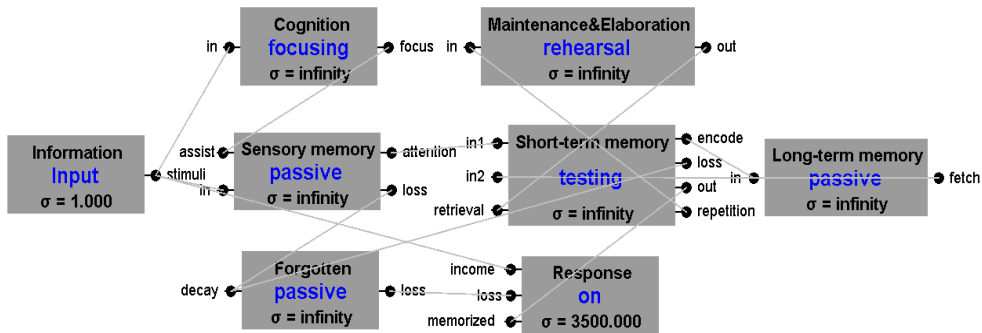 Cognition
in
focusing
focus
σ = infinity
Maintenance&Elaboration
in
rehearsal
out
σ = infinity
Information
stimuli
Input
σ = 1.000
assist
Sensory memory
attention
in
passive
loss
σ = infinity
in1
Short-term memory
encode
in2
loss
testing
out
retrieval
σ = infinity
repetition
Long-term memory
in
passive
fetch
σ = infinity
Forgotten
decay
passive
loss
σ = infinity
income
Response
loss
on
memorized
σ = 3500.000